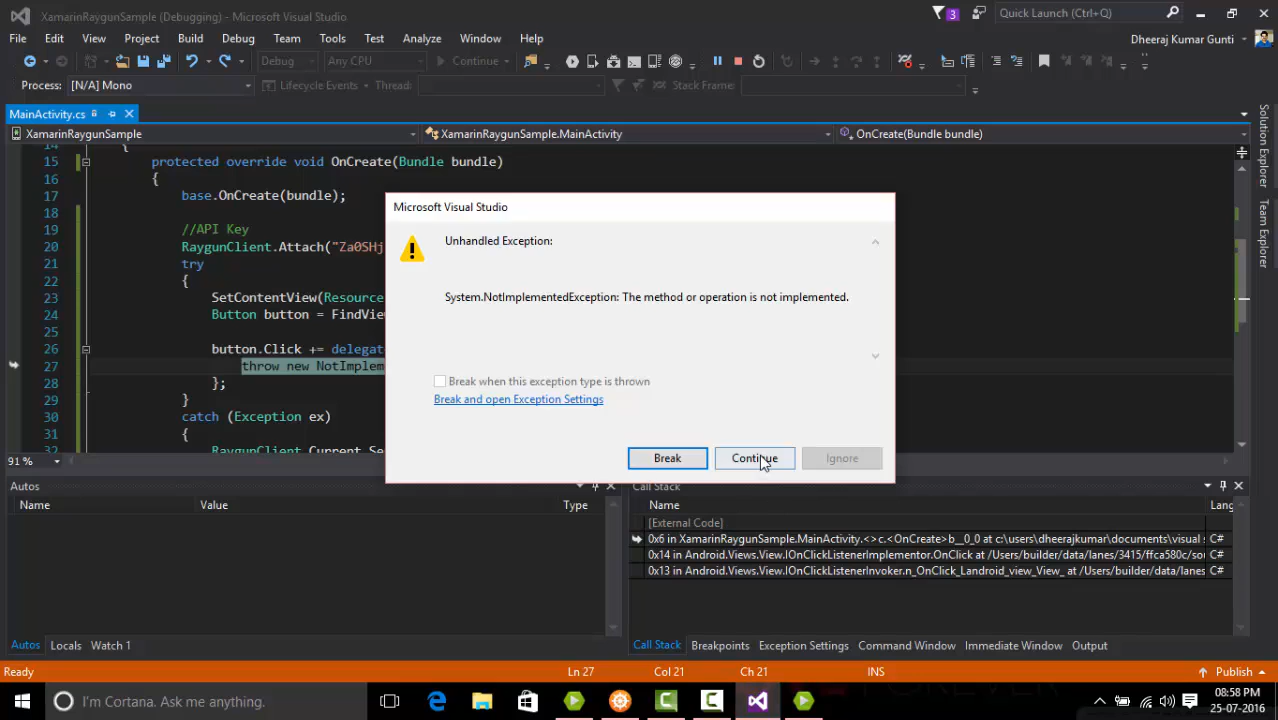 XamarinRaygunSample (Debugging) - Microsoft Visual Studio
3
Quick Launch (Ctrl+Q)
File Edit View Project Build Debug Team Tools Test Analyze Window Help
Dheeraj Kumar Gunti
Debug Any CPU Continue
Process: [N/A] Mono Lifecycle Events Thread: Stack Frame:
MainActivity.cs
XamarinRaygunSample XamarinRaygunSample.MainActivity OnCreate(Bundle bundle)
14 {
15 protected override void OnCreate(Bundle bundle)
16 {
17 base.OnCreate(bundle);
18
19 //API Key
20 RaygunClient.Attach("Za0SHj
21 try
22 {
23 SetContentView(Resource
24 Button button = FindVie
25
26 button.Click += delegat
27 throw new NotImpleme
28 };
29 }
30 catch (Exception ex)
31 {
32 RaygunClient.Current.Se
91 %
Microsoft Visual Studio
Unhandled Exception:
System.NotImplementedException: The method or operation is not implemented.
Break when this exception type is thrown
Break and open Exception Settings
Break Continue Ignore
Solution Explorer
Team Explorer
Autos
Name Value Type
Call Stack
Name Lang
[External Code]
0x6 in XamarinRaygunSample.MainActivity.<>c.<OnCreate>b__0_0 at c:\users\dheerajkumar\documents\visual s C#
0x14 in Android.Views.View.IOnClickListenerImplementor.OnClick at /Users/builder/data/lanes/3415/ffca580c/sou C#
0x13 in Android.Views.View.IOnClickListenerInvoker.n_OnClick_Landroid_view_View_ at /Users/builder/data/lanes C#
Autos Locals Watch 1
Call Stack Breakpoints Exception Settings Command Window Immediate Window Output
Ready Ln 27 Col 21 Ch 21 INS Publish
I'm Cortana. Ask me anything.
08:58 PM
25-07-2016